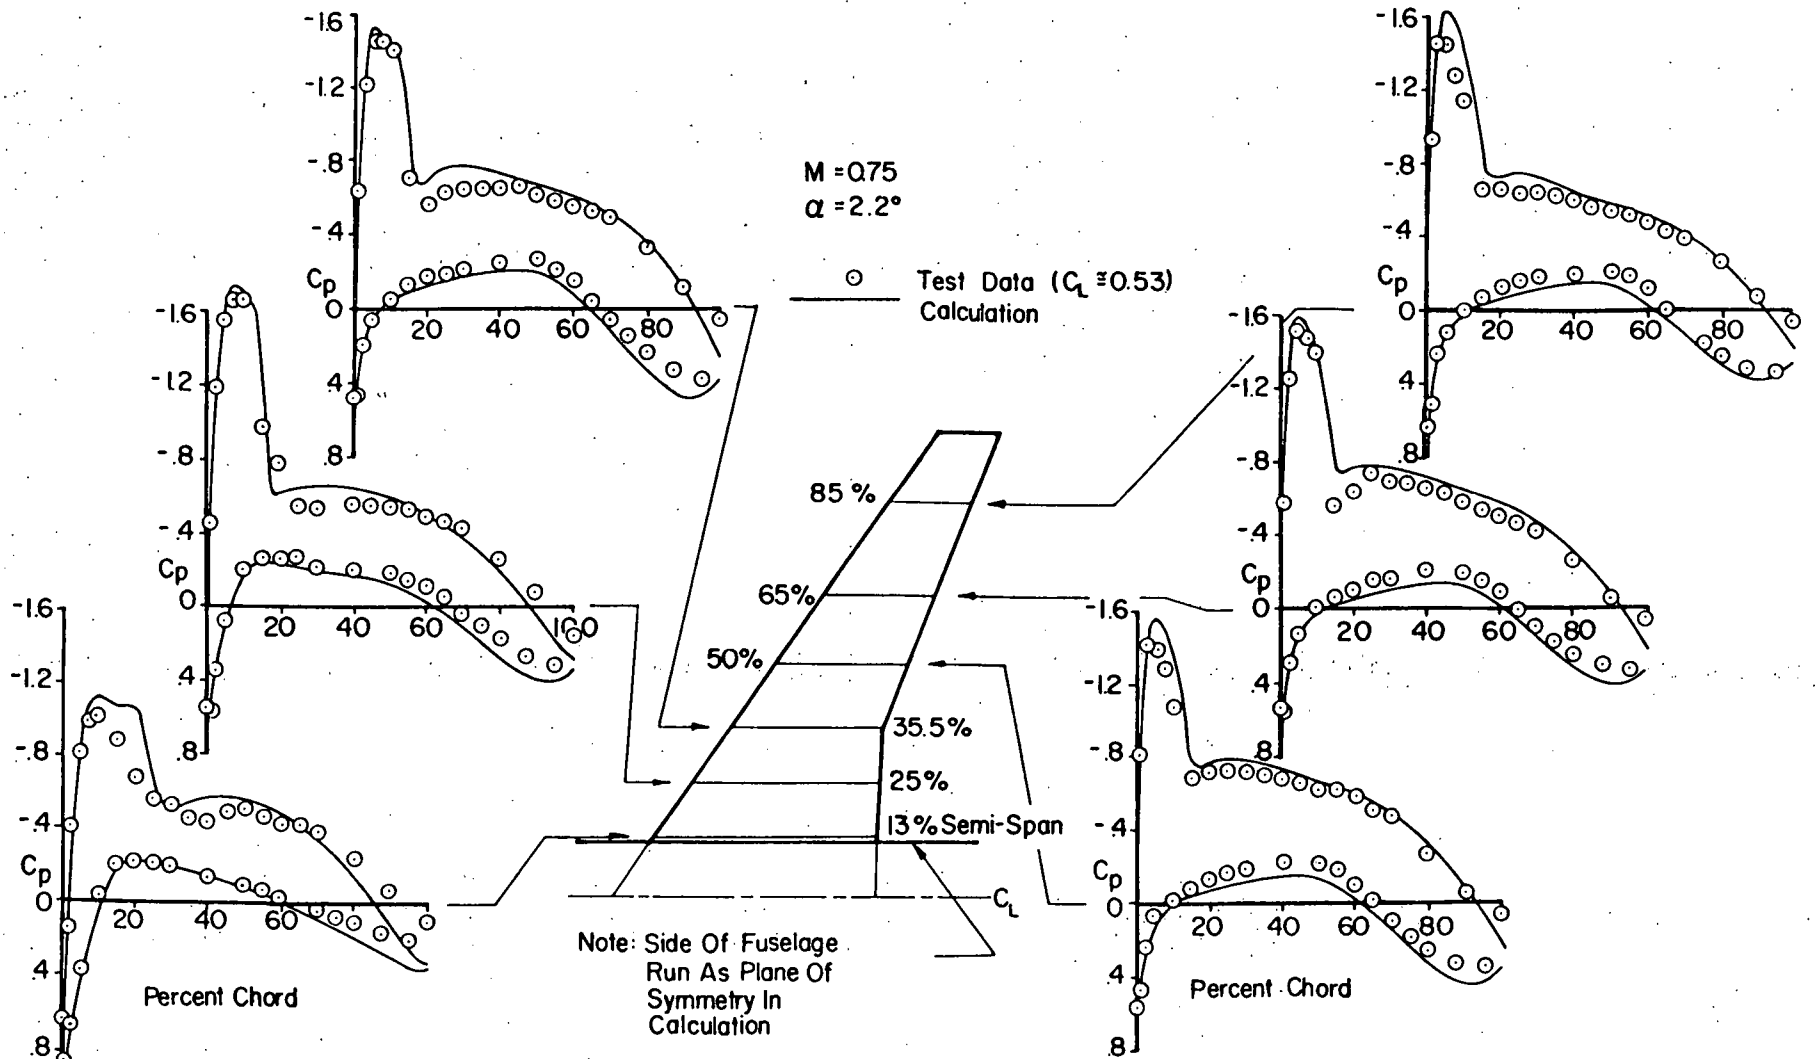 -1.6
-1.2
-.8
-.4
Cp
0
20 40 60 80
.4
.8
-1.6
-1.2
-.8
-.4
Cp
0
20 40 60 80
.4
.8
M = 0.75
α = 2.2°
Test Data (CL ≅ 0.53)
Calculation
-1.6
-1.2
-.8
-.4
Cp
0
20 40 60 100
.4
.8
-1.6
-1.2
-.8
-.4
Cp
0
20 40 60 80
.4
.8
85%
65%
50%
35.5%
25%
13% Semi-Span
CL
-1.6
-1.2
-.8
-.4
Cp
0
20 40 60 80
.4
.8
Percent Chord
Note: Side Of Fuselage
Run As Plane Of
Symmetry In
Calculation
-1.6
-1.2
-.8
-.4
Cp
0
20 40 60 80
.4
.8
Percent Chord